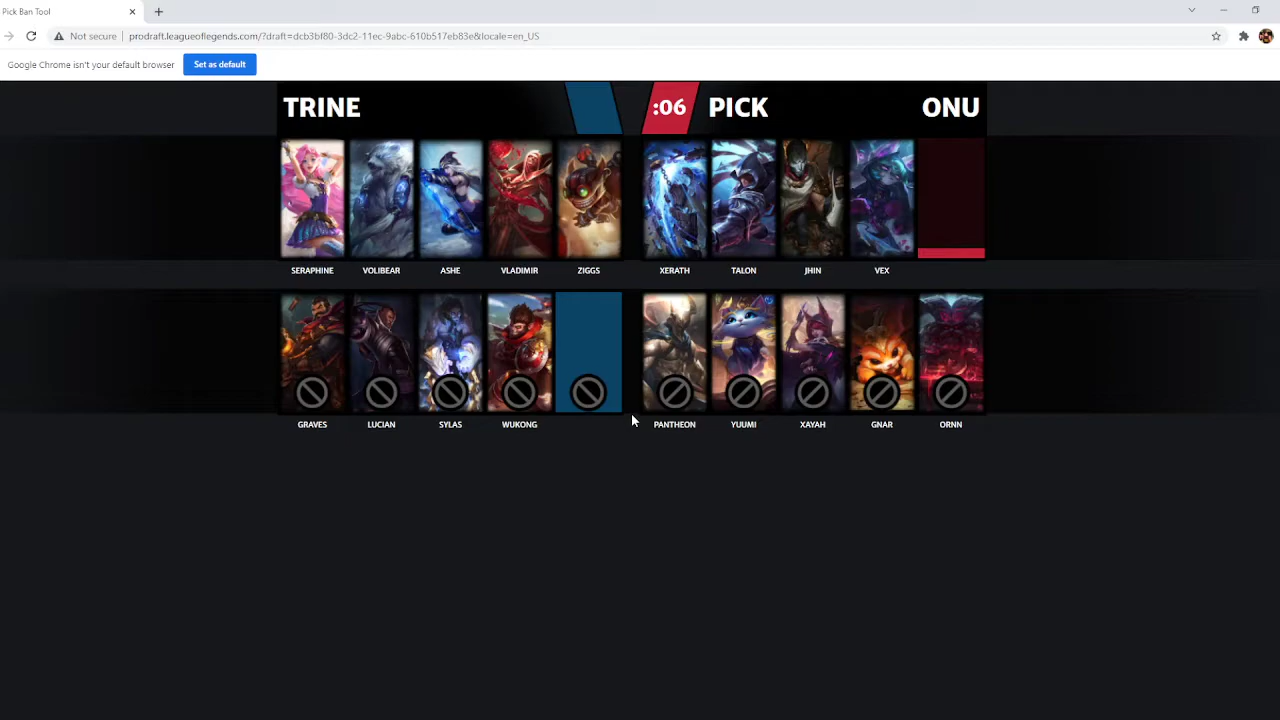 Pick Ban Tool
Not secure prodraft.leagueoflegends.com/?draft=dcb3bf80-3dc2-11ec-9abc-610b517eb83e&locale=en_US
Google Chrome isn't your default browser Set as default
TRINE :06 PICK ONU
SERAPHINE VOLIBEAR ASHE VLADIMIR ZIGGS XERATH TALON JHIN VEX
GRAVES LUCIAN SYLAS WUKONG PANTHEON YUUMI XAYAH GNAR ORNN